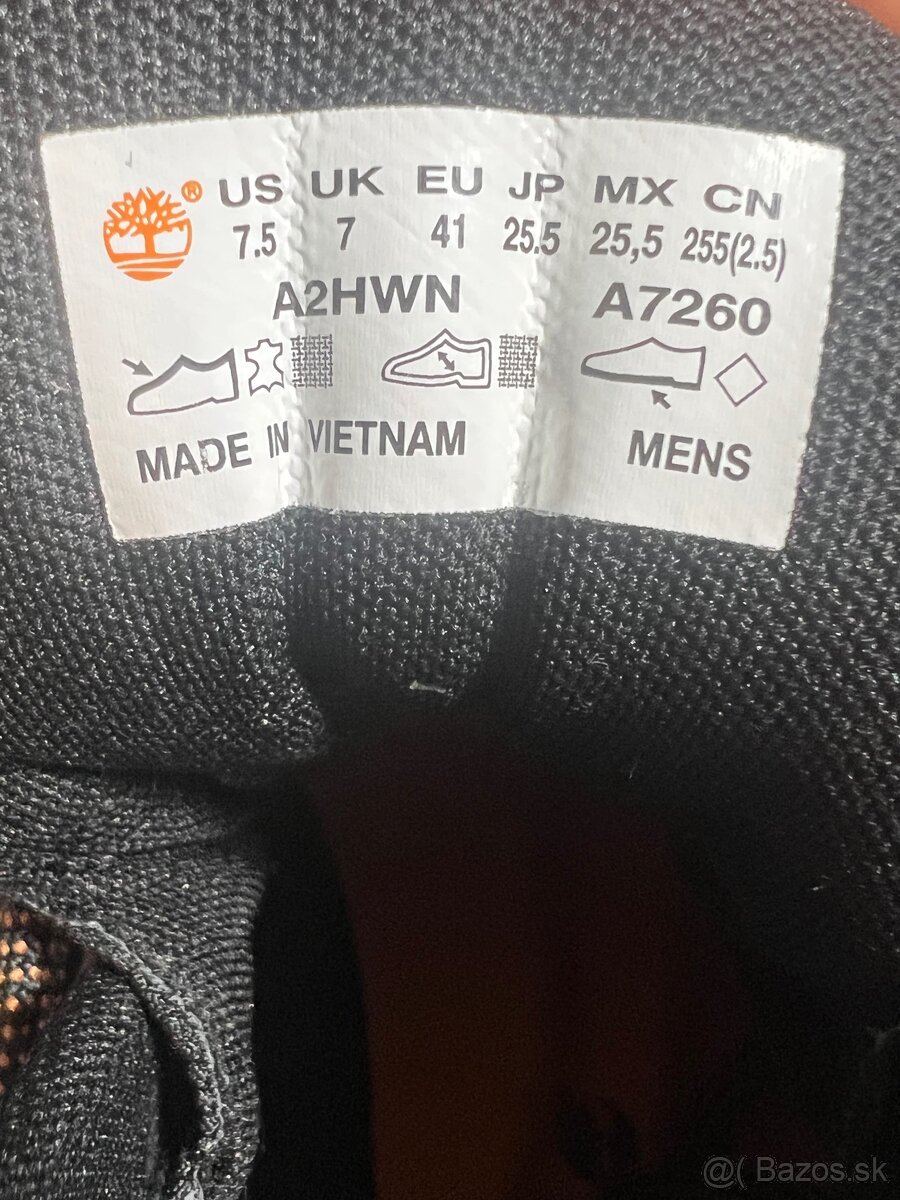 ® US UK EU JP MX CN
7.5 7 41 25.5 25,5 255(2.5)
A2HWN A7260
MADE IN VIETNAM MENS
@( Bazos.sk